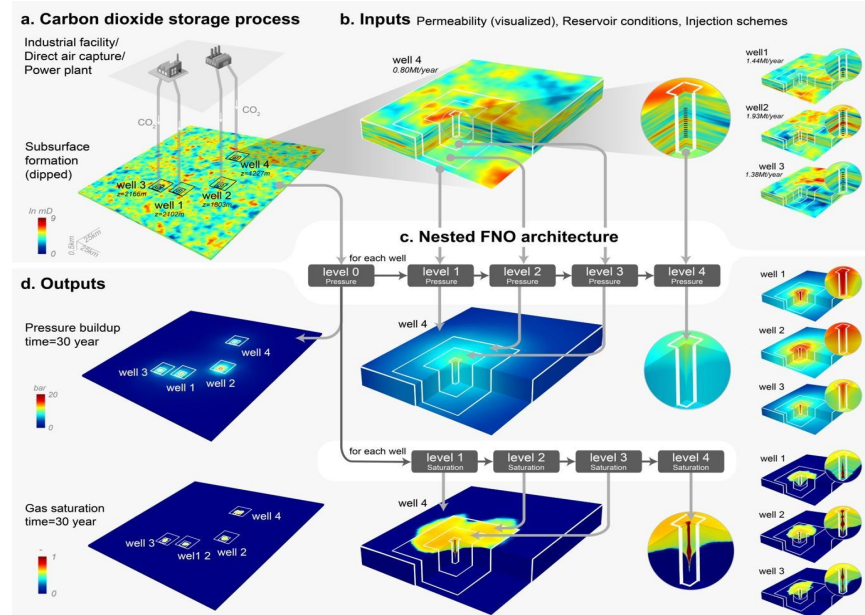 a. Carbon dioxide storage process
Industrial facility/
Direct air capture/
Power plant
CO2
CO2
Subsurface
formation
(dipped)
well 4
z=1227m
well 3
z=2166m
well 2
z=1803m
well 1
z=2102m
ln mD
9
0
0.5km
25km
25km
b. Inputs Permeability (visualized), Reservoir conditions, Injection schemes
well 4
0.80Mt/year
well1
1.44Mt/year
well2
1.93Mt/year
well 3
1.38Mt/year
c. Nested FNO architecture
for each well
level 0
Pressure
level 1
Pressure
level 2
Pressure
level 3
Pressure
level 4
Pressure
d. Outputs
Pressure buildup
time=30 year
well 4
well 3
well 1
well 2
bar
20
0
well 4
well 1
well 2
well 3
for each well
level 1
Saturation
level 2
Saturation
level 3
Saturation
level 4
Saturation
Gas saturation
time=30 year
well 4
well 3
wel1 2
well 2
-
1
0
well 4
well 1
well 2
well 3